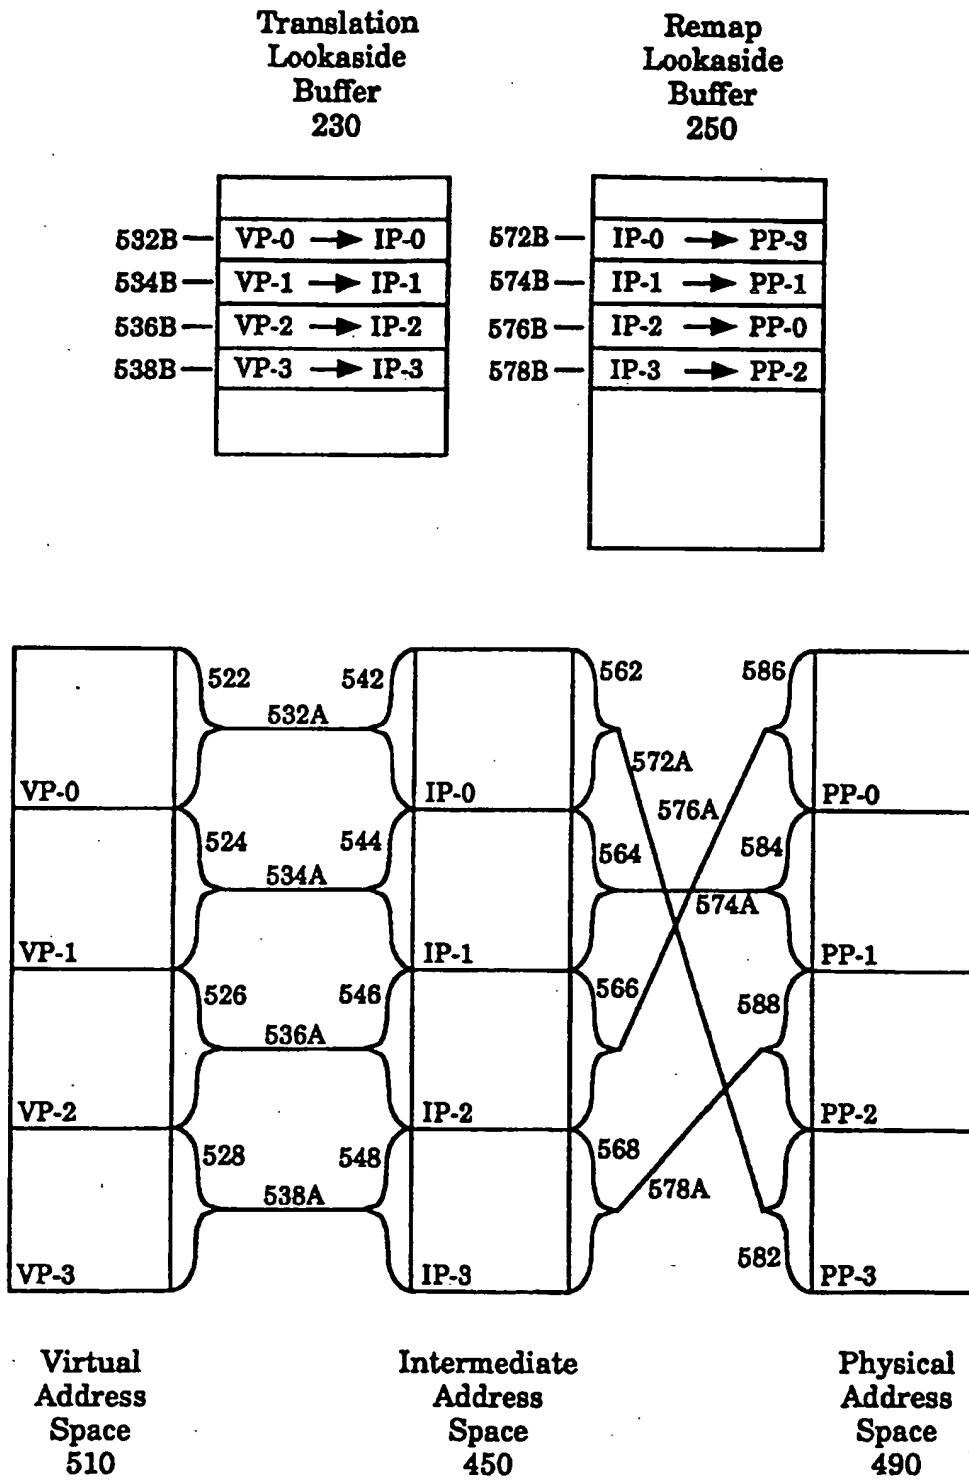 Translation
Lookaside
Buffer
230
Remap
Lookaside
Buffer
250
532B VP-0 IP-0
534B VP-1 IP-1
536B VP-2 IP-2
538B VP-3 IP-3
572B IP-0 PP-3
574B IP-1 PP-1
576B IP-2 PP-0
578B IP-3 PP-2
522 542 562 586
532A
572A
VP-0 IP-0 576A PP-0
524 544 564 584
534A 574A
VP-1 IP-1 PP-1
526 546 566 588
536A
VP-2 IP-2 PP-2
528 548 568
538A 578A
582
VP-3 IP-3 PP-3
Virtual
Address
Space
510
Intermediate
Address
Space
450
Physical
Address
Space
490